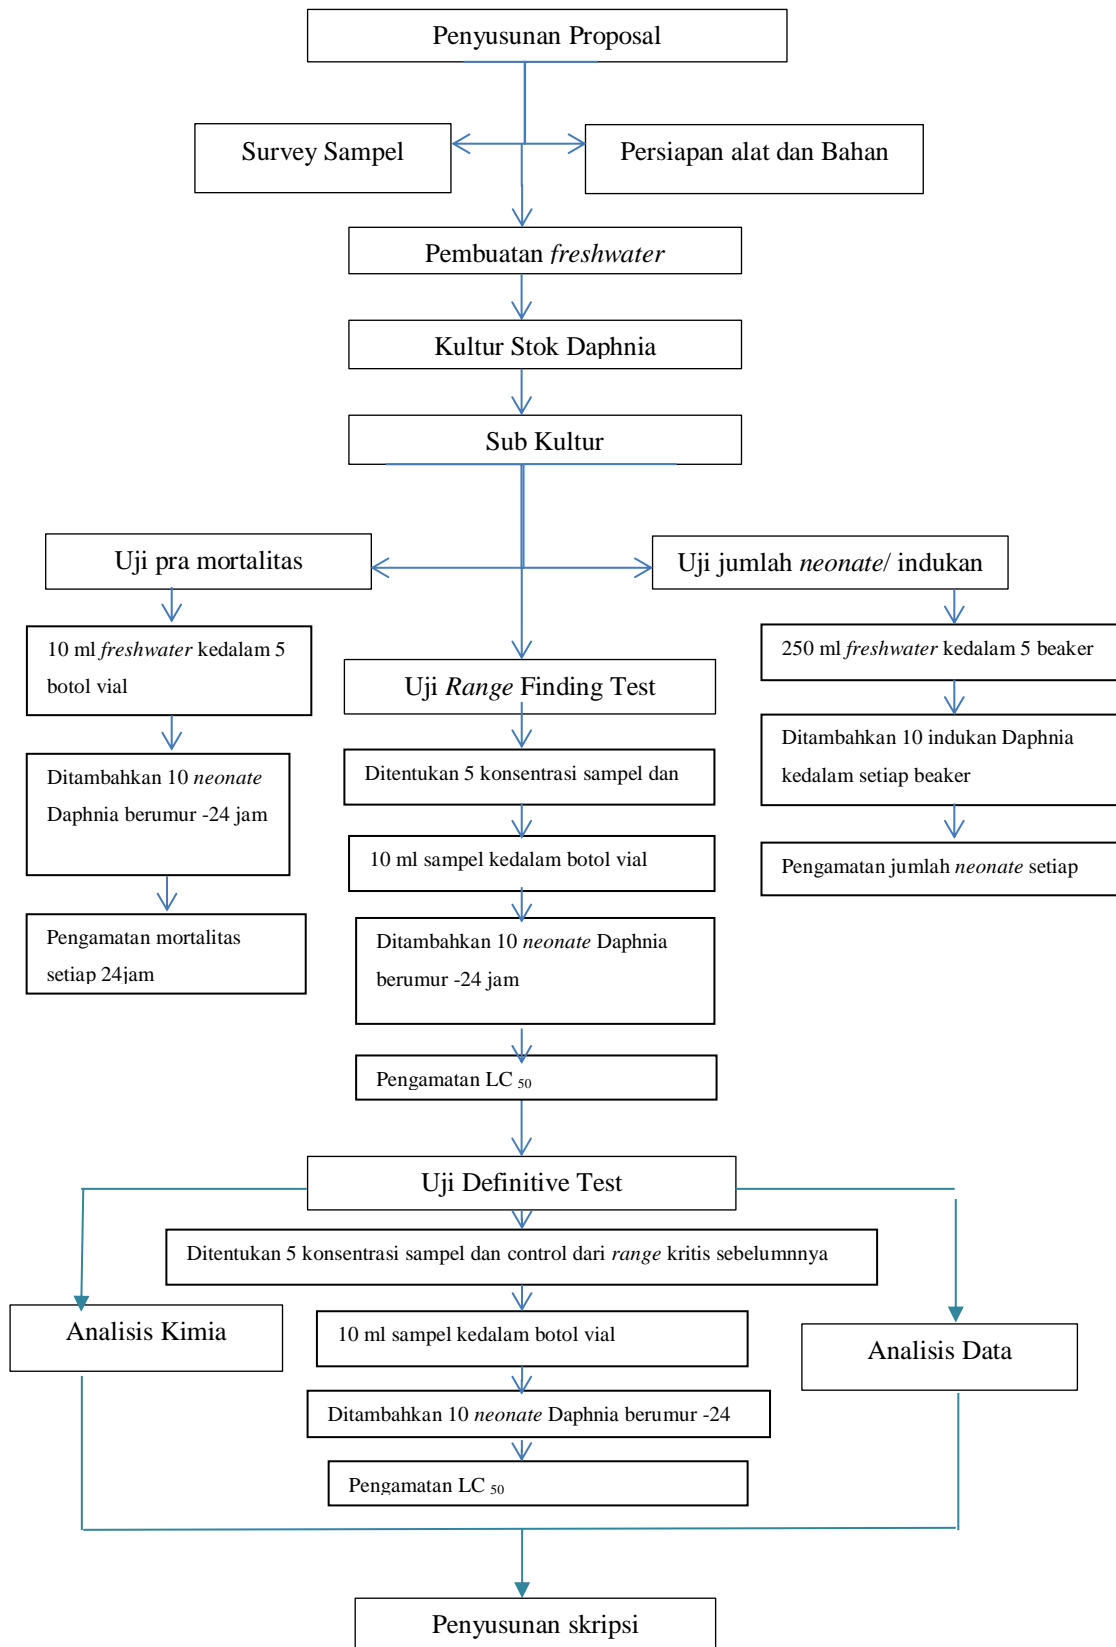 Penyusunan Proposal
Survey Sampel
Persiapan alat dan Bahan
Pembuatan freshwater
Kultur Stok Daphnia
Sub Kultur
Uji pra mortalitas
10 ml freshwater kedalam 5
botol vial
Ditambahkan 10 neonate
Daphnia berumur -24 jam
Pengamatan mortalitas
setiap 24jam
Uji Range Finding Test
Ditentukan 5 konsentrasi sampel dan
10 ml sampel kedalam botol vial
Ditambahkan 10 neonate Daphnia
berumur -24 jam
Pengamatan LC 50
Uji jumlah neonate/ indukan
250 ml freshwater kedalam 5 beaker
Ditambahkan 10 indukan Daphnia
kedalam setiap beaker
Pengamatan jumlah neonate setiap
Uji Definitive Test
Ditentukan 5 konsentrasi sampel dan control dari range kritis sebelumnnya
10 ml sampel kedalam botol vial
Ditambahkan 10 neonate Daphnia berumur -24
Pengamatan LC 50
Analisis Kimia
Analisis Data
Penyusunan skripsi